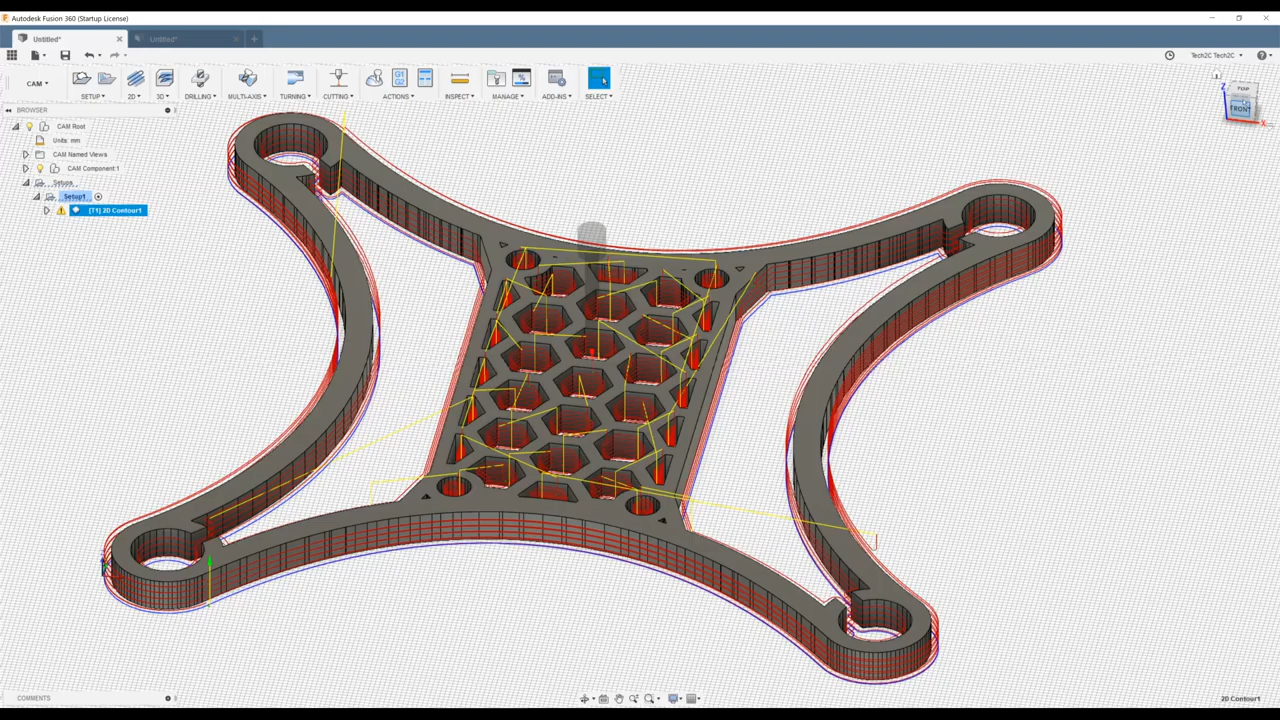 Autodesk Fusion 360 (Startup License)
Untitled*
Untitled*
Tech2C Tech2C
CAM
SETUP
2D
3D
DRILLING
MULTI-AXIS
TURNING
CUTTING
G1
G2
ACTIONS
INSPECT
MANAGE
ADD-INS
SELECT
BROWSER
CAM Root
Units: mm
CAM Named Views
CAM Component:1
Setups
Setup1
[T1] 2D Contour1
Z
TOP
FRONT
X
COMMENTS
2D Contour1